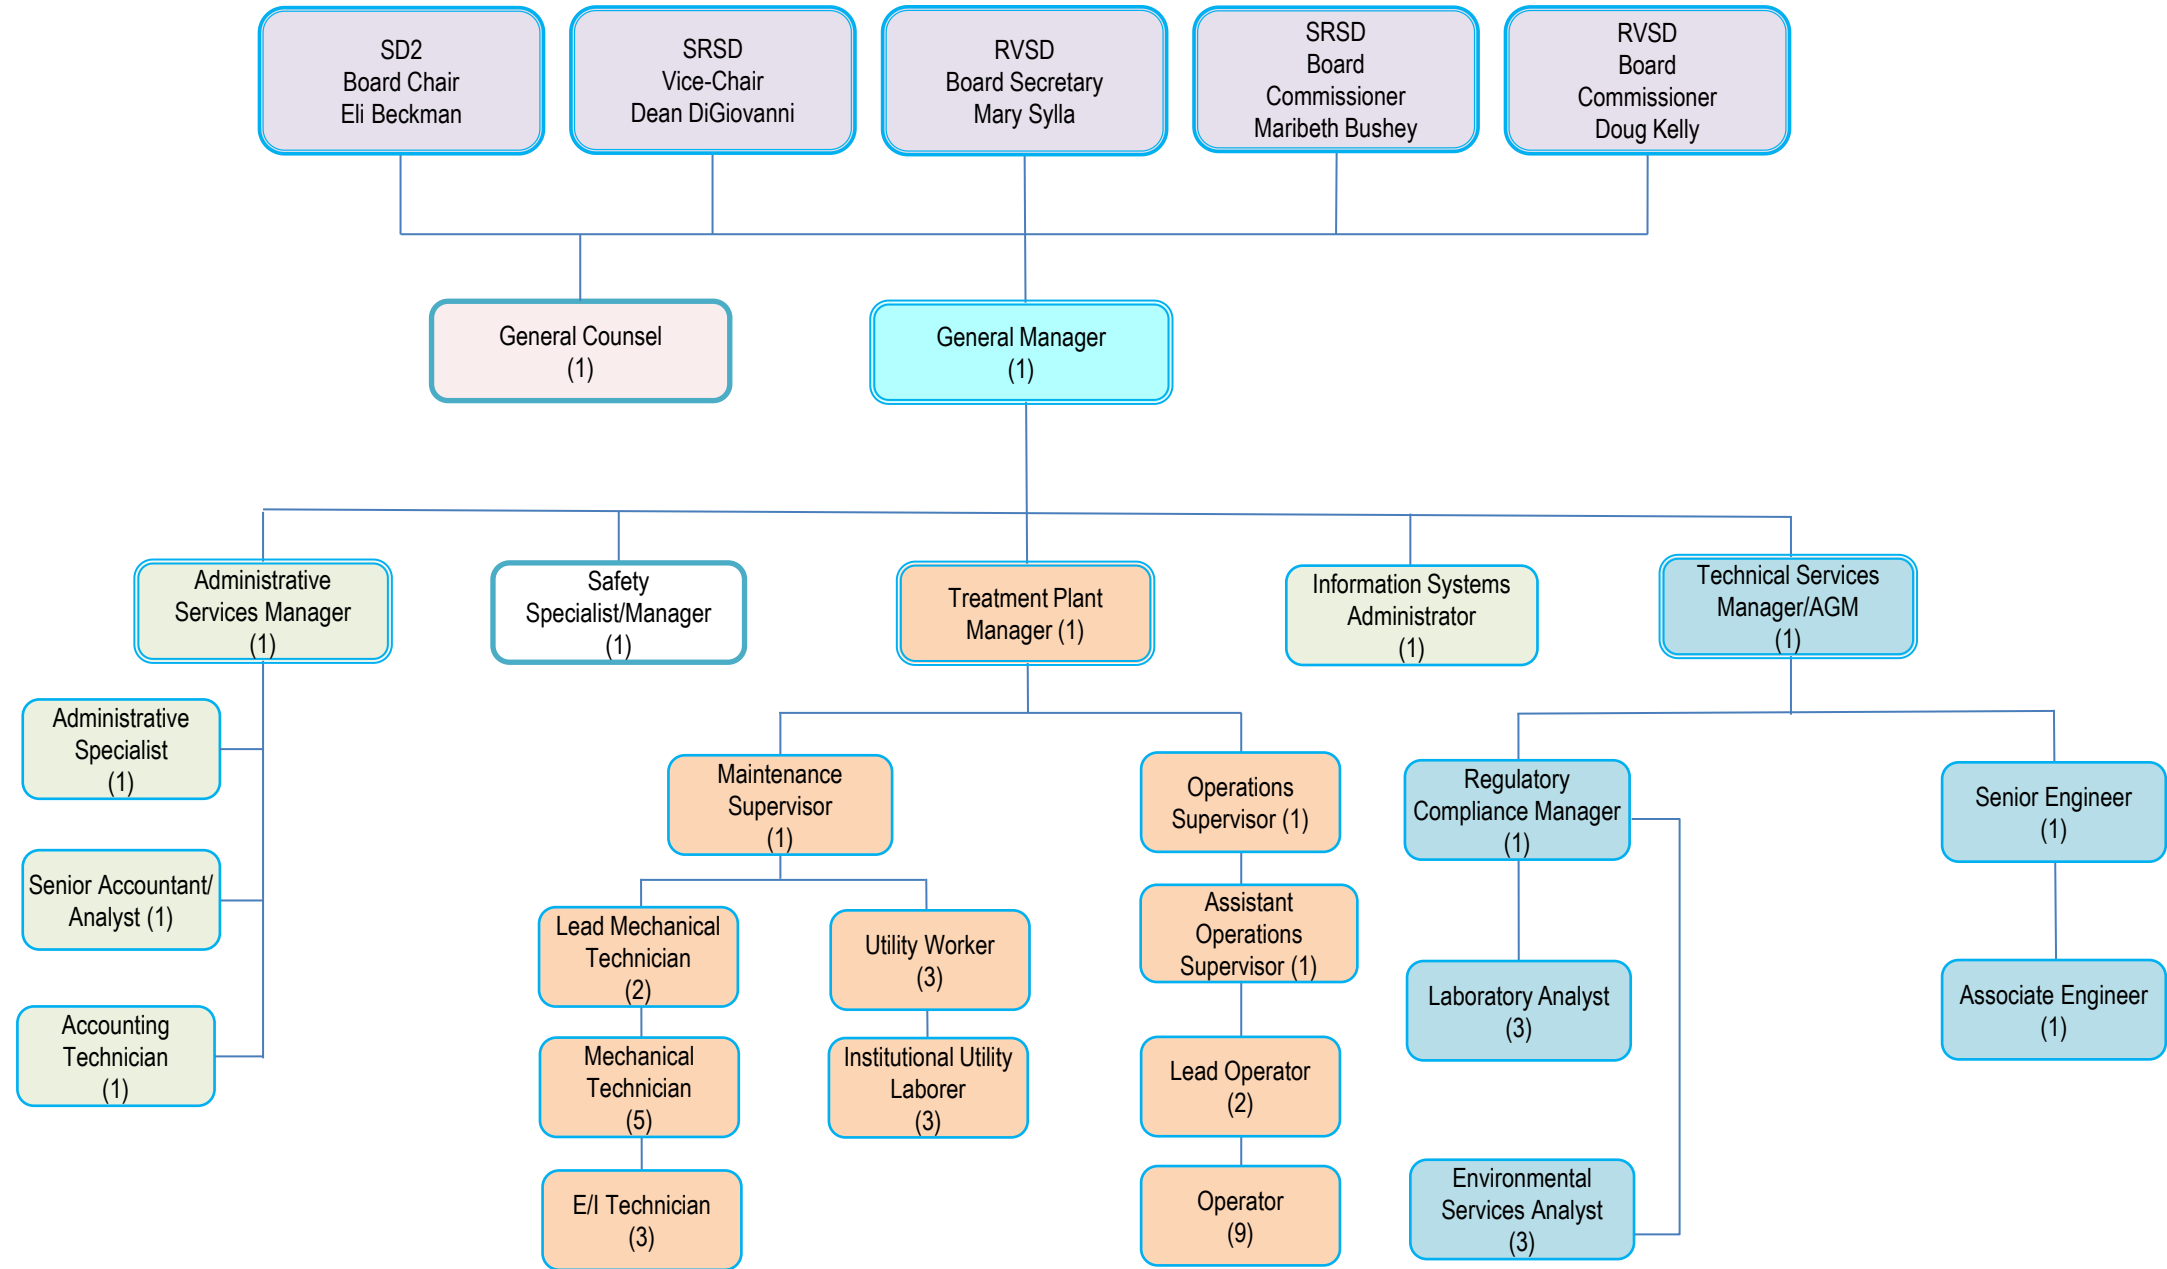 SD2
Board Chair
Eli Beckman
SRSD
Vice-Chair
Dean DiGiovanni
RVSD
Board Secretary
Mary Sylla
SRSD
Board
Commissioner
Maribeth Bushey
RVSD
Board
Commissioner
Doug Kelly
General Counsel
(1)
General Manager
(1)
Administrative
Services Manager
(1)
Safety
Specialist/Manager
(1)
Treatment Plant
Manager (1)
Information Systems
Administrator
(1)
Technical Services
Manager/AGM
(1)
Administrative
Specialist
(1)
Senior Accountant/
Analyst (1)
Accounting
Technician
(1)
Maintenance
Supervisor
(1)
Lead Mechanical
Technician
(2)
Mechanical
Technician
(5)
E/I Technician
(3)
Utility Worker
(3)
Institutional Utility
Laborer
(3)
Operations
Supervisor (1)
Assistant
Operations
Supervisor (1)
Lead Operator
(2)
Operator
(9)
Regulatory
Compliance Manager
(1)
Laboratory Analyst
(3)
Environmental
Services Analyst
(3)
Senior Engineer
(1)
Associate Engineer
(1)